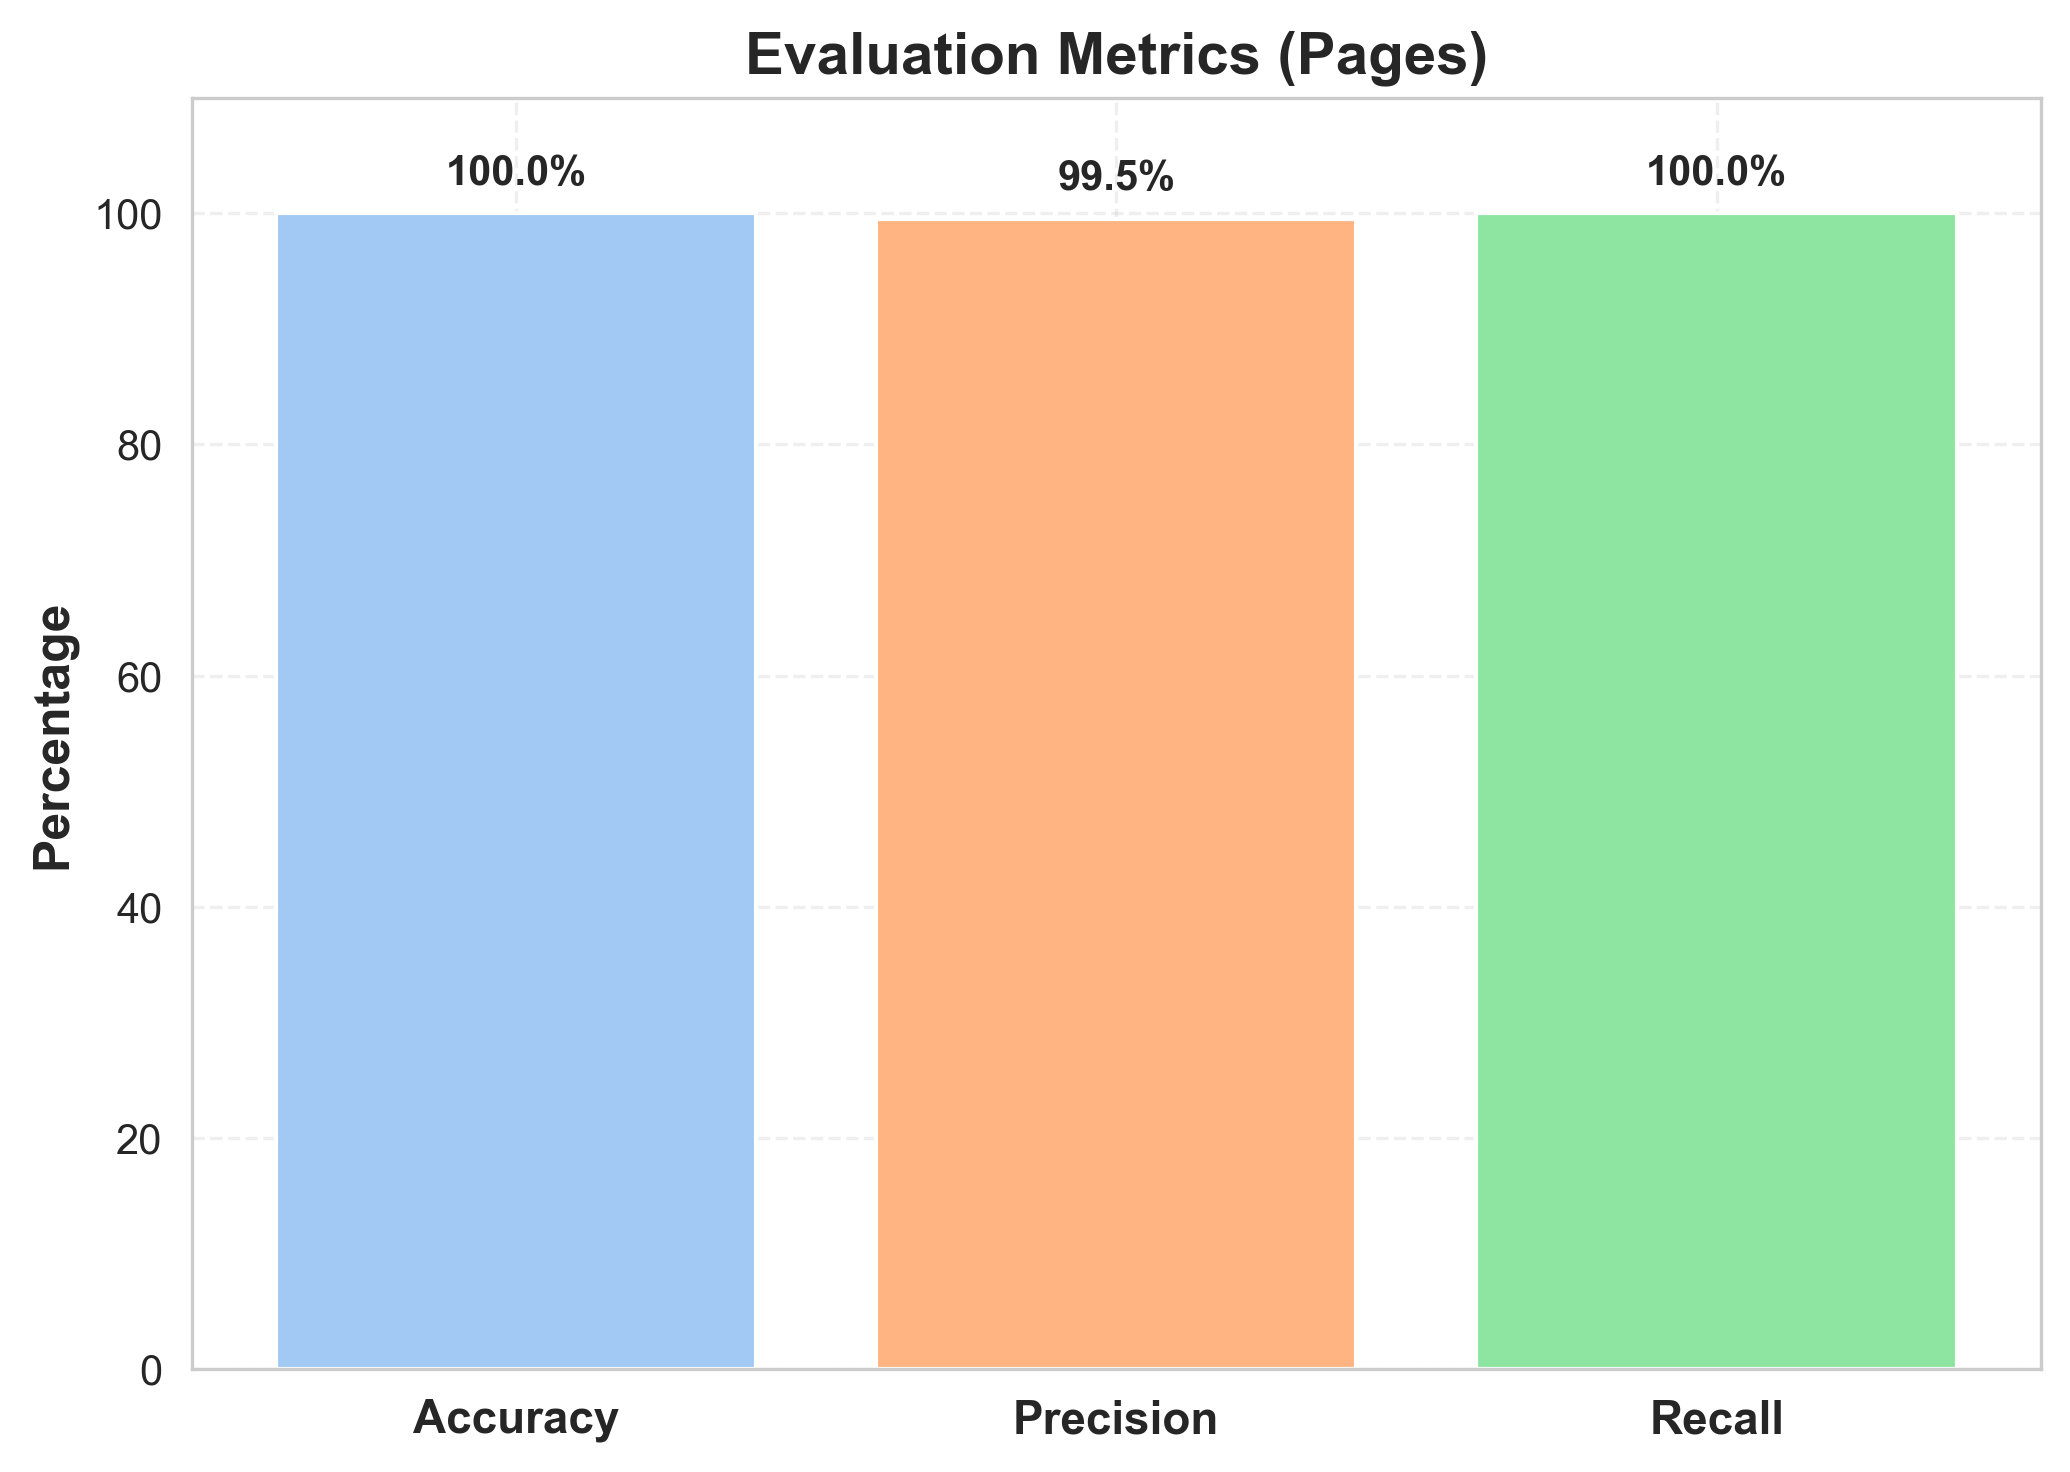 Evaluation Metrics (Pages)
100.0%
99.5%
100.0%
100
80
60
40
20
0
Percentage
Accuracy
Precision
Recall